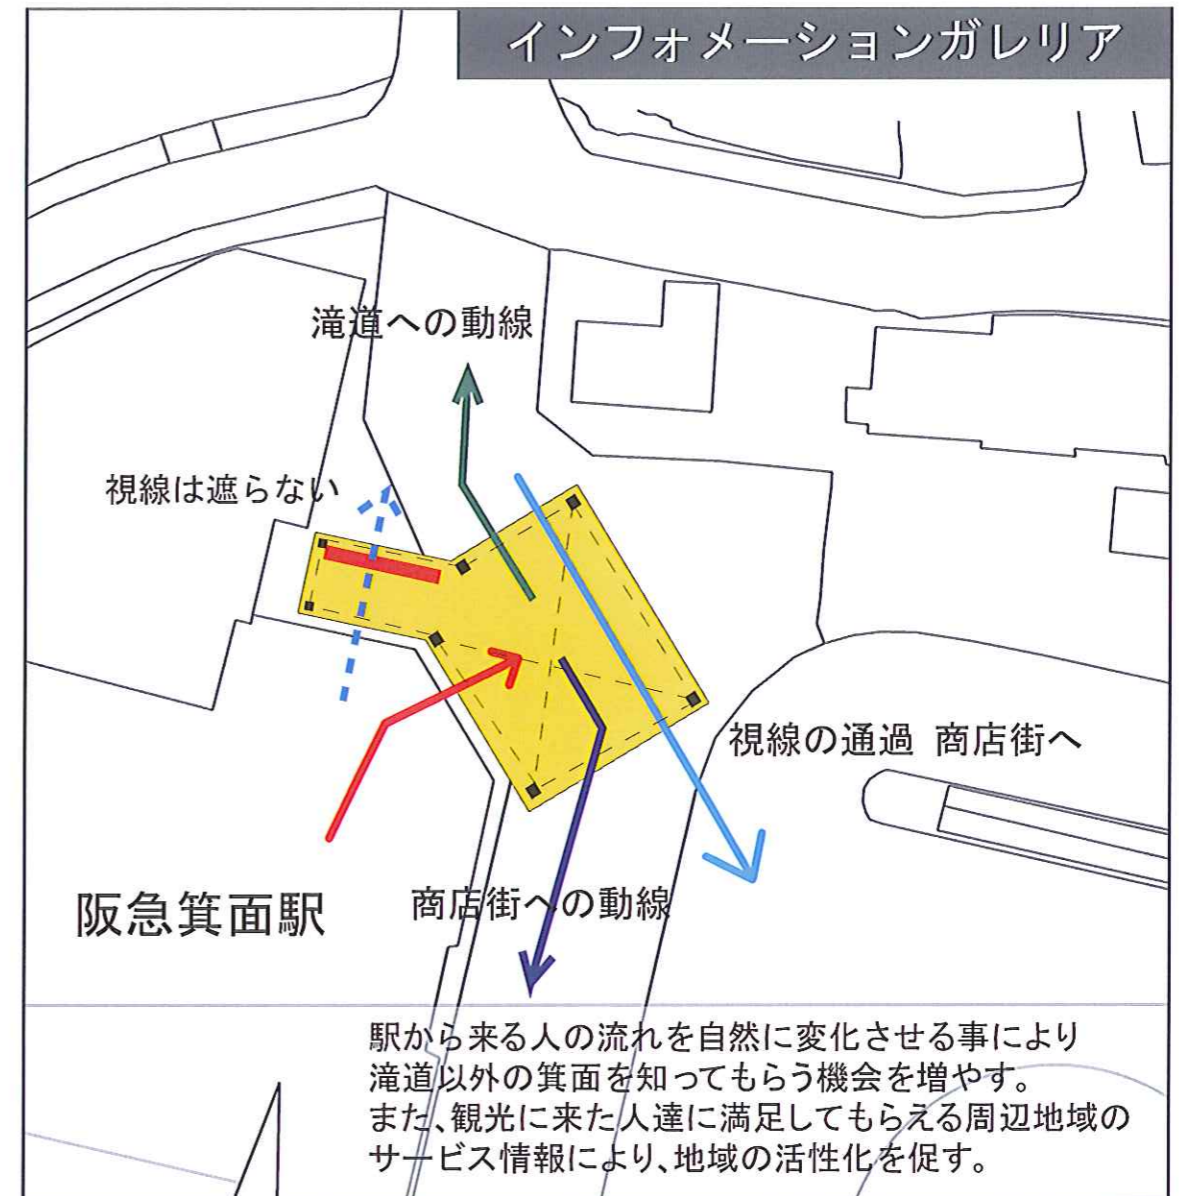 インフォメーションガレリア
滝道への動線
視線は遮らない
視線の通過 商店街へ
阪急箕面駅
商店街への動線
駅から来る人の流れを自然に変化させる事により
滝道以外の箕面を知ってもらう機会を増やす。
また、観光に来た人達に満足してもらえる周辺地域の
サービス情報により、地域の活性化を促す。